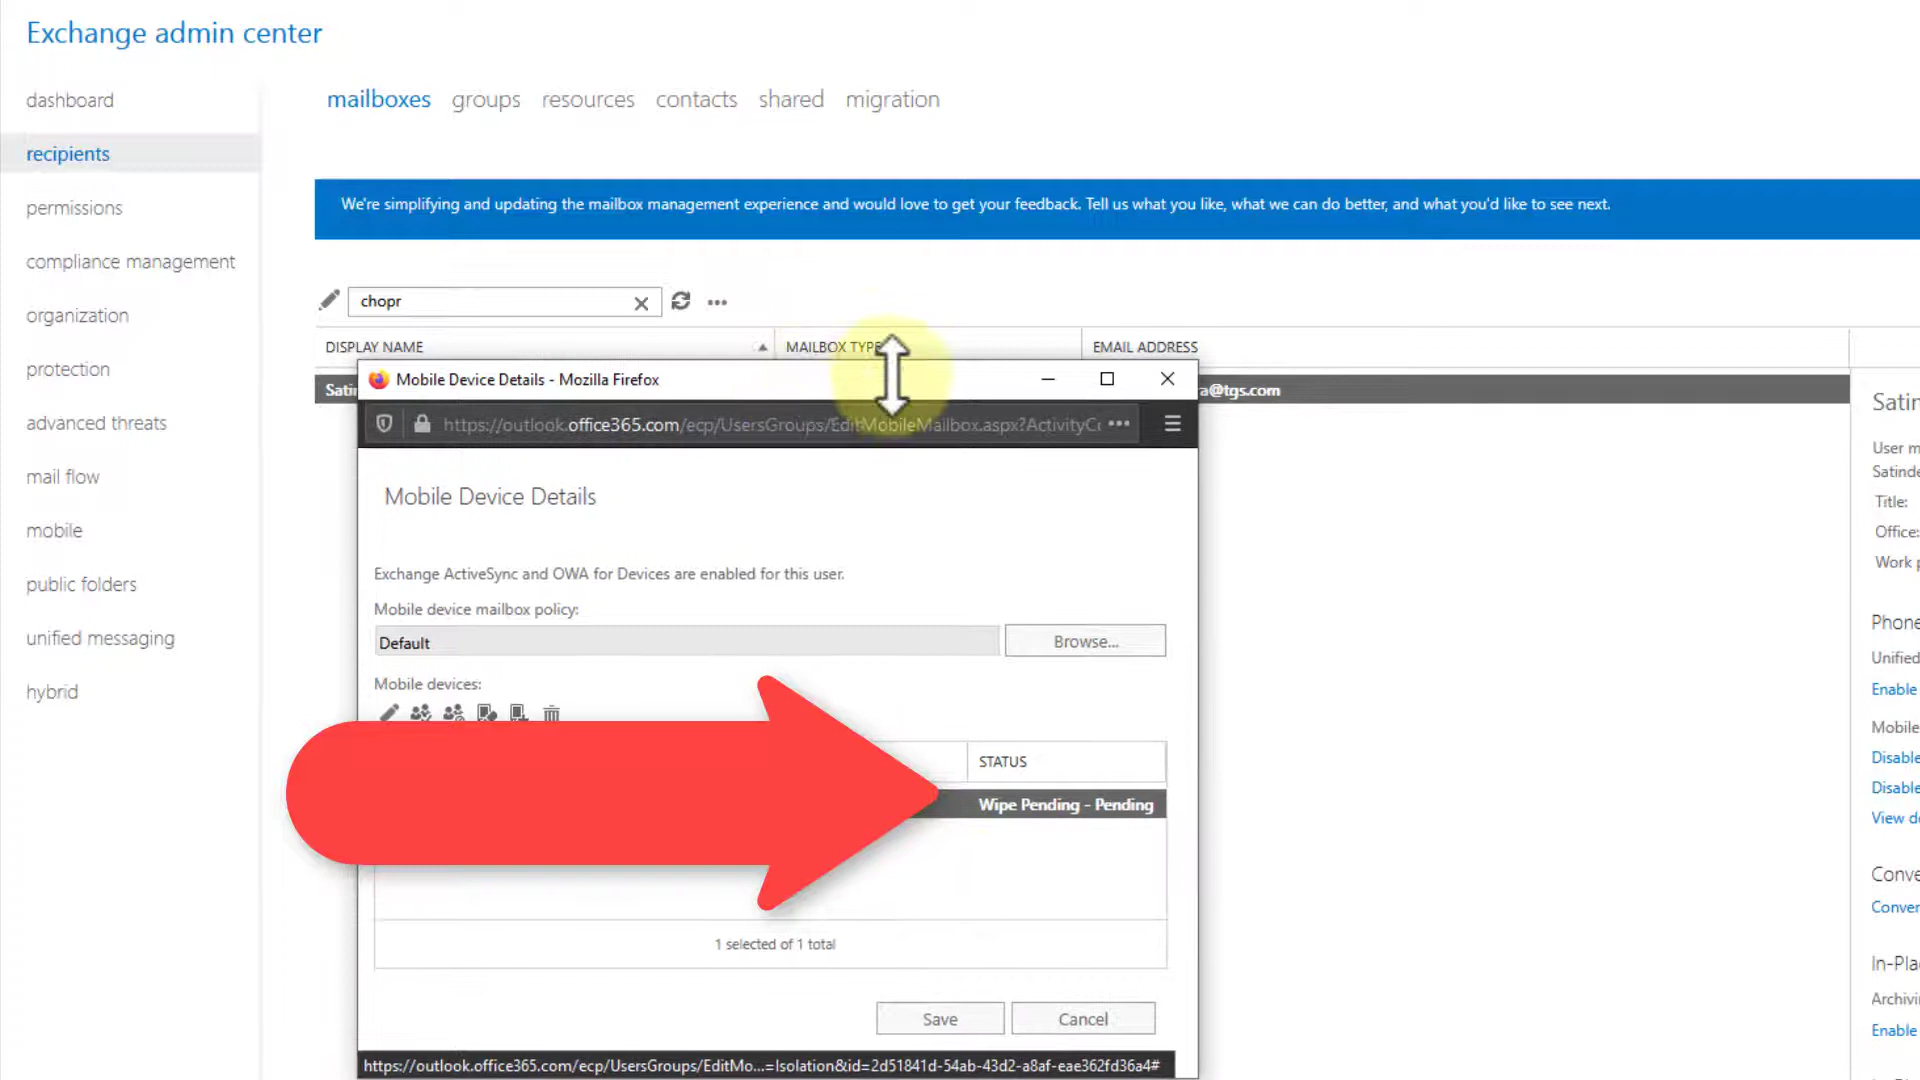 Exchange admin center
dashboard
recipients
permissions
compliance management
organization
protection
advanced threats
mail flow
mobile
public folders
unified messaging
hybrid
mailboxes groups resources contacts shared migration
We're simplifying and updating the mailbox management experience and would love to get your feedback. Tell us what you like, what we can do better, and what you'd like to see next.
chopr
DISPLAY NAME MAILBOX TYPE EMAIL ADDRESS
Satin a@tgs.com
Mobile Device Details - Mozilla Firefox
https://outlook.office365.com/ecp/UsersGroups/EditMobileMailbox.aspx?ActivityCo
Mobile Device Details
Exchange ActiveSync and OWA for Devices are enabled for this user.
Mobile device mailbox policy:
Default Browse...
Mobile devices:
STATUS
Wipe Pending - Pending
1 selected of 1 total
Save Cancel
https://outlook.office365.com/ecp/UsersGroups/EditMo...=Isolation&id=2d51841d-54ab-43d2-a8af-eae362fd36a4#
Satin
User m
Satinde
Title:
Office:
Work p
Phone
Unified
Enable
Mobile
Disable
Disable
View de
Conve
Conver
In-Pla
Archivi
Enable